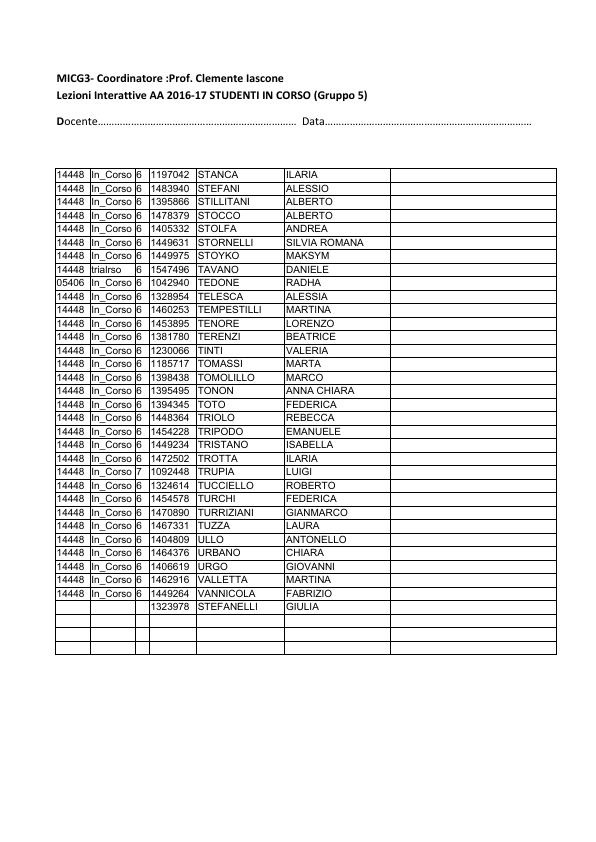 MICG3- Coordinatore :Prof. Clemente Iascone
Lezioni Interattive AA 2016-17 STUDENTI IN CORSO (Gruppo 5)
Docente……………………………………………………………… Data…………………………………………………………………
14448 In_Corso 6 1197042 STANCA ILARIA
14448 In_Corso 6 1483940 STEFANI ALESSIO
14448 In_Corso 6 1395866 STILLITANI ALBERTO
14448 In_Corso 6 1478379 STOCCO ALBERTO
14448 In_Corso 6 1405332 STOLFA ANDREA
14448 In_Corso 6 1449631 STORNELLI SILVIA ROMANA
14448 In_Corso 6 1449975 STOYKO MAKSYM
14448 trialrso 6 1547496 TAVANO DANIELE
05406 In_Corso 6 1042940 TEDONE RADHA
14448 In_Corso 6 1328954 TELESCA ALESSIA
14448 In_Corso 6 1460253 TEMPESTILLI MARTINA
14448 In_Corso 6 1453895 TENORE LORENZO
14448 In_Corso 6 1381780 TERENZI BEATRICE
14448 In_Corso 6 1230066 TINTI VALERIA
14448 In_Corso 6 1185717 TOMASSI MARTA
14448 In_Corso 6 1398438 TOMOLILLO MARCO
14448 In_Corso 6 1395495 TONON ANNA CHIARA
14448 In_Corso 6 1394345 TOTO FEDERICA
14448 In_Corso 6 1448364 TRIOLO REBECCA
14448 In_Corso 6 1454228 TRIPODO EMANUELE
14448 In_Corso 6 1449234 TRISTANO ISABELLA
14448 In_Corso 6 1472502 TROTTA ILARIA
14448 In_Corso 7 1092448 TRUPIA LUIGI
14448 In_Corso 6 1324614 TUCCIELLO ROBERTO
14448 In_Corso 6 1454578 TURCHI FEDERICA
14448 In_Corso 6 1470890 TURRIZIANI GIANMARCO
14448 In_Corso 6 1467331 TUZZA LAURA
14448 In_Corso 6 1404809 ULLO ANTONELLO
14448 In_Corso 6 1464376 URBANO CHIARA
14448 In_Corso 6 1406619 URGO GIOVANNI
14448 In_Corso 6 1462916 VALLETTA MARTINA
14448 In_Corso 6 1449264 VANNICOLA FABRIZIO
1323978 STEFANELLI GIULIA